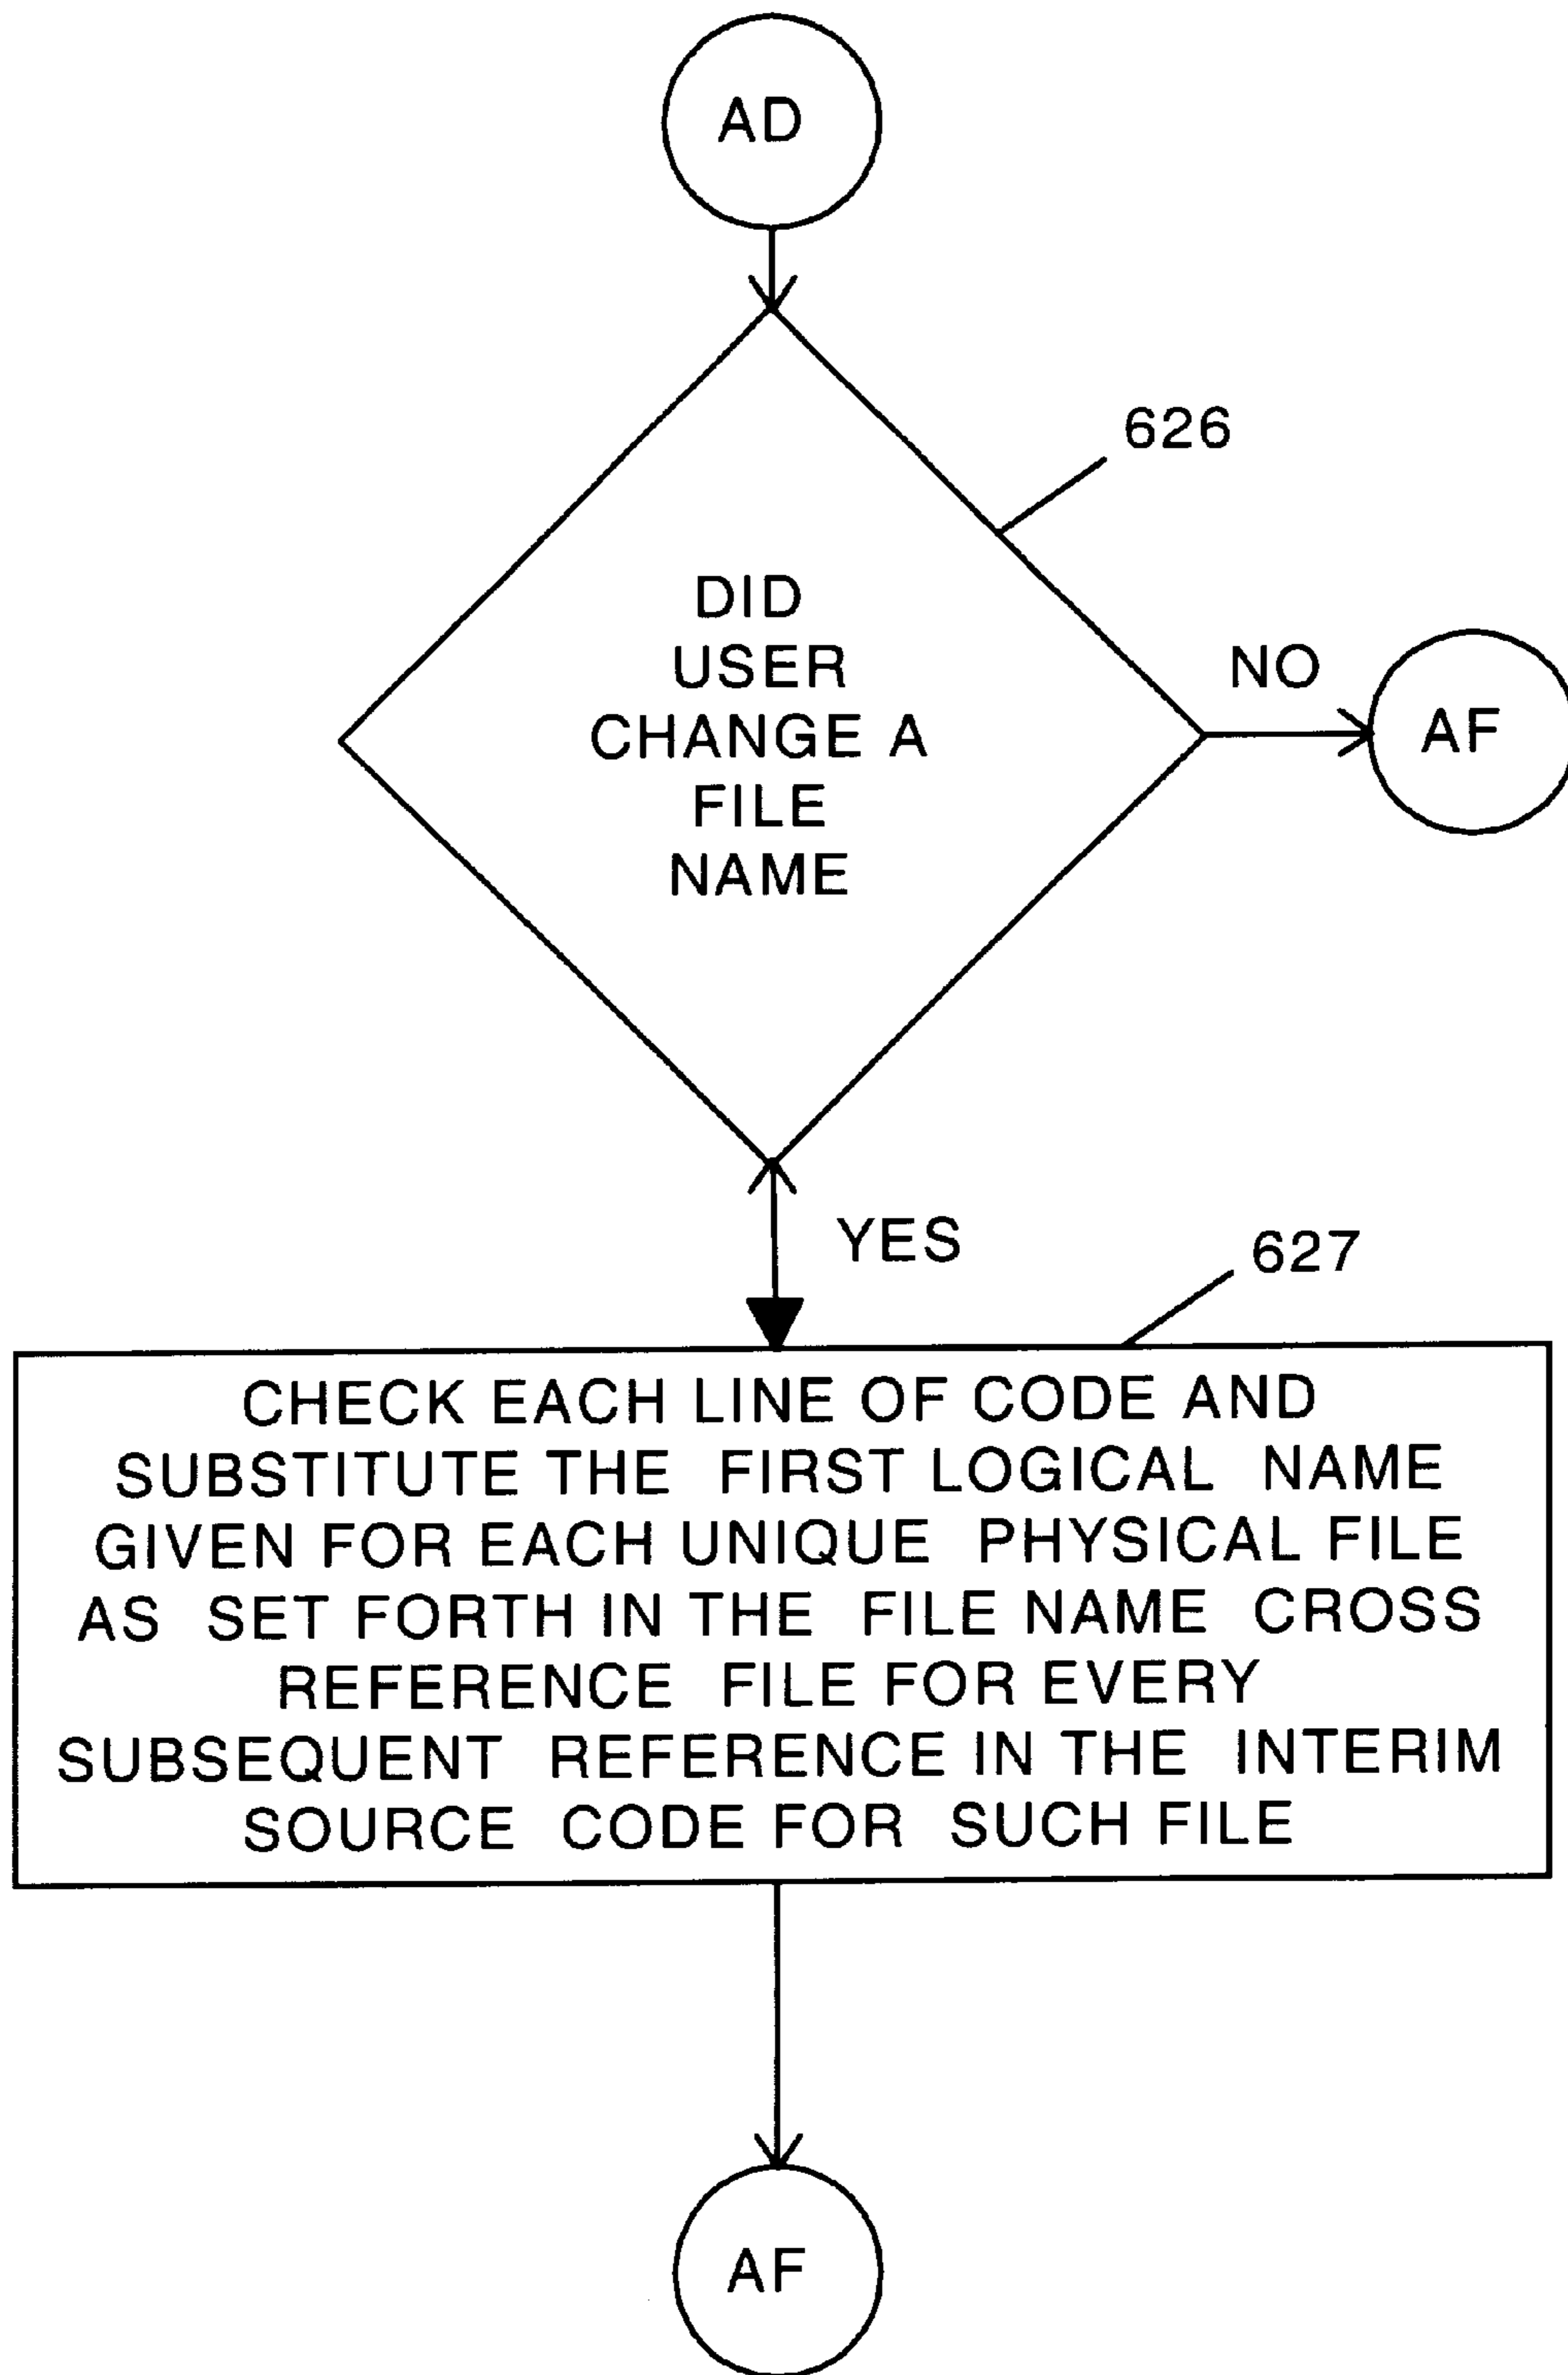 AD
626
DID
USER
CHANGE A
FILE
NAME
NO
AF
YES
627
CHECK EACH LINE OF CODE AND
SUBSTITUTE THE FIRST LOGICAL NAME
GIVEN FOR EACH UNIQUE PHYSICAL FILE
AS SET FORTH IN THE FILE NAME CROSS
REFERENCE FILE FOR EVERY
SUBSEQUENT REFERENCE IN THE INTERIM
SOURCE CODE FOR SUCH FILE
AF